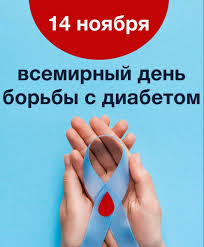 14 ноября
всемирный день
борьбы с диабетом